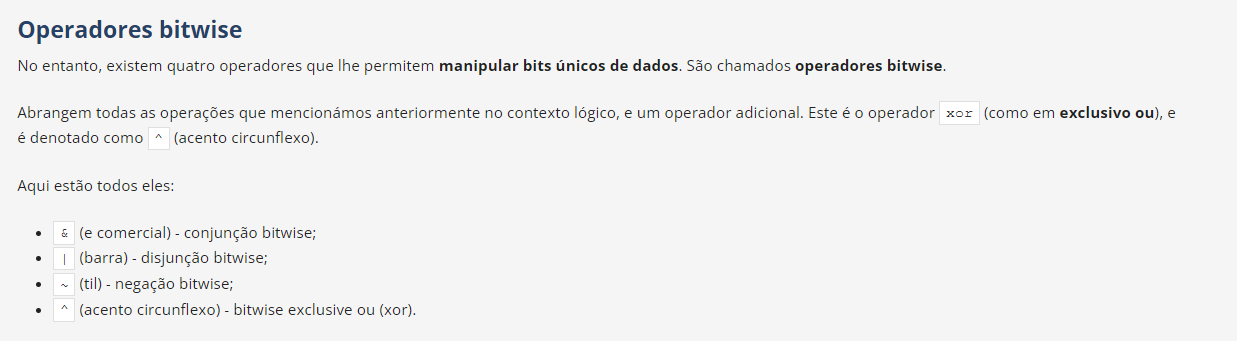 Operadores bitwise
No entanto, existem quatro operadores que lhe permitem manipular bits únicos de dados. São chamados operadores bitwise.
Abrangem todas as operações que mencionámos anteriormente no contexto lógico, e um operador adicional. Este é o operador xor (como em exclusivo ou), e
é denotado como ^ (acento circunflexo).
Aqui estão todos eles:
• & (e comercial) - conjunção bitwise;
• | (barra) - disjunção bitwise;
• ~ (til) - negação bitwise;
• ^ (acento circunflexo) - bitwise exclusive ou (xor).